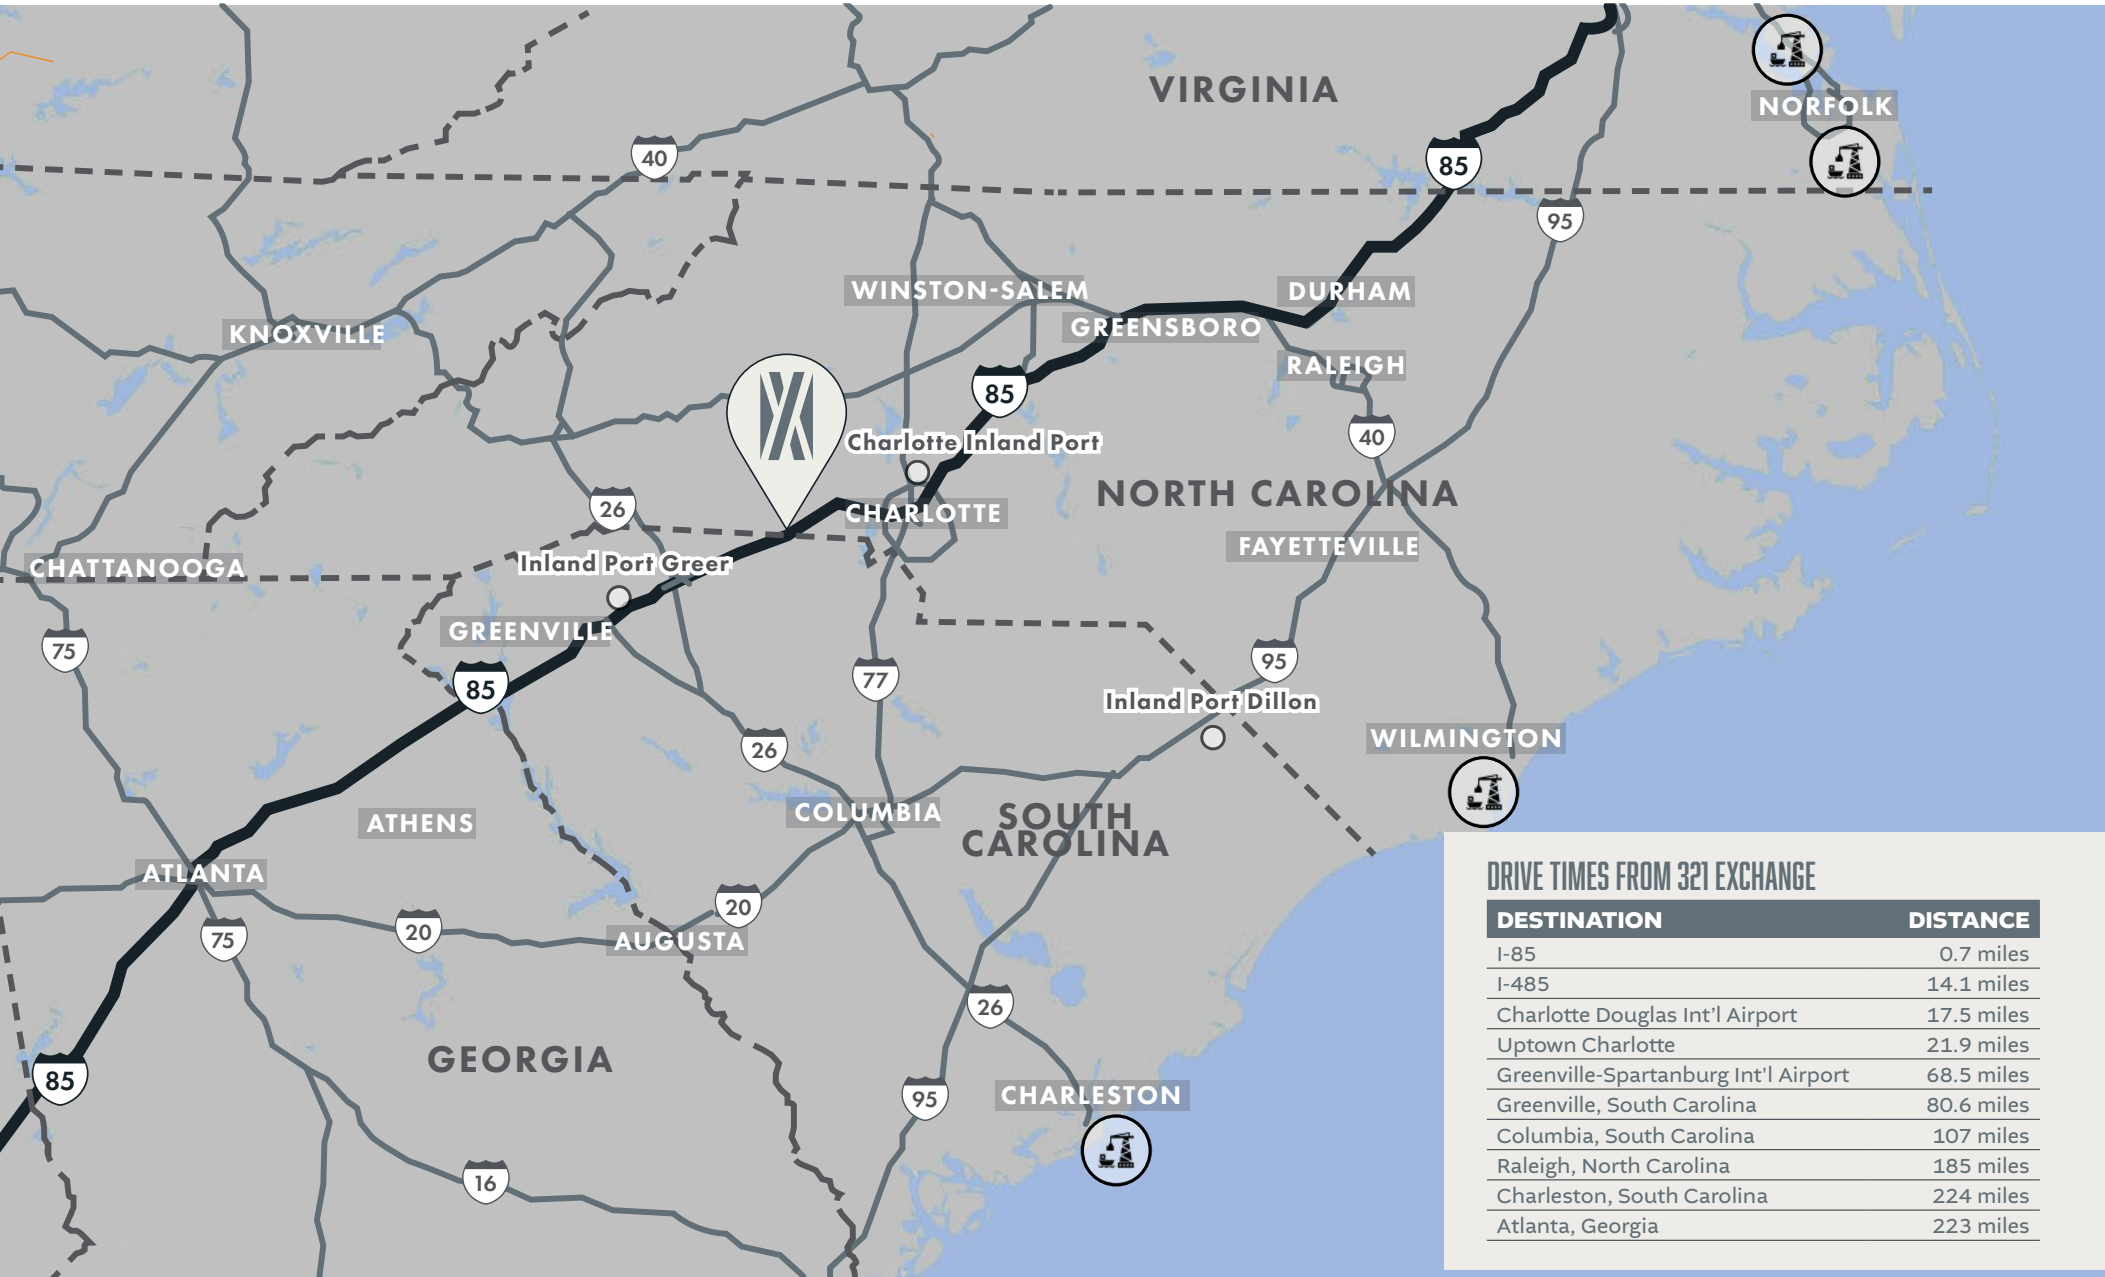 VIRGINIA
NORFOLK
40
85
95
WINSTON-SALEM
DURHAM
KNOXVILLE
GREENSBORO
RALEIGH
85
40
Charlotte Inland Port
NORTH CAROLINA
26
CHARLOTTE
FAYETTEVILLE
CHATTANOOGA
Inland Port Greer
GREENVILLE
75
95
77
85
Inland Port Dillon
WILMINGTON
26
COLUMBIA
SOUTH
CAROLINA
ATHENS
ATLANTA
20
75
20
AUGUSTA
26
GEORGIA
85
95
CHARLESTON
16
DRIVE TIMES FROM 321 EXCHANGE
DESTINATION DISTANCE
I-85 0.7 miles
I-485 14.1 miles
Charlotte Douglas Int'l Airport 17.5 miles
Uptown Charlotte 21.9 miles
Greenville-Spartanburg Int'l Airport 68.5 miles
Greenville, South Carolina 80.6 miles
Columbia, South Carolina 107 miles
Raleigh, North Carolina 185 miles
Charleston, South Carolina 224 miles
Atlanta, Georgia 223 miles